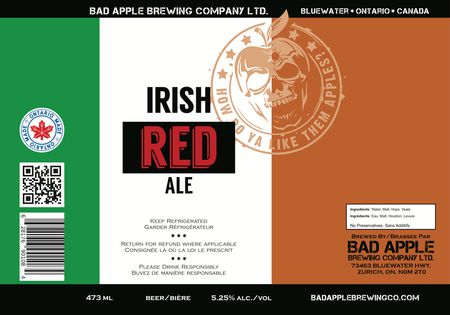 BAD APPLE BREWING COMPANY LTD.
BLUEWATER • ONTARIO • CANADA
HOW DO YA LIKE THEM APPLES?
IRISH
RED
ALE
ONTARIO MADE
ONTARIO MADE
KEEP REFRIGERATED
GARDER RÉFRIGÉRATEUR
RETURN FOR REFUND WHERE APPLICABLE
CONSIGNÉE LÀ OÙ LA LOI LE PRESCRIT
PLEASE DRINK RESPONSIBLY
BUVEZ DE MANIÈRE RESPONSABLE
Ingredients: Water, Malt, Hops, Yeast.
Ingrédients: Eau, Malt, Houblon, Levure.
No Preservatives. Sans Additifs.
BREWED BY/BRASSÉE PAR
BAD APPLE
BREWING COMPANY LTD.
73463 BLUEWATER HWY.
ZURICH, ON, N0M 2T0
473 ML
BEER/BIÈRE
5.25% ALC./VOL
BADAPPLEBREWINGCO.COM